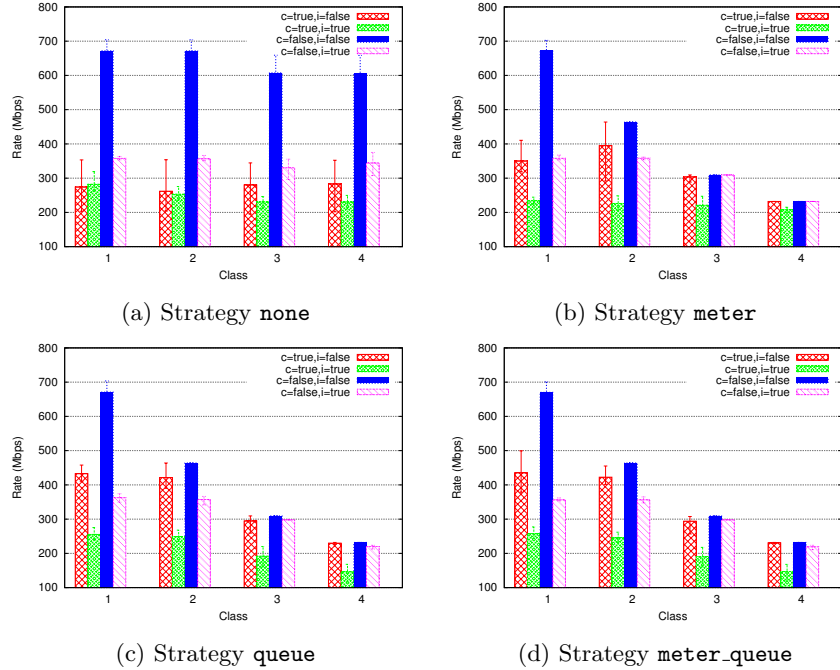 800
700
600
500
400
300
200
100
Rate (Mbps)
c=true,i=false
c=true,i=true
c=false,i=false
c=false,i=true
1 2 3 4
Class
(a) Strategy none
800
700
600
500
400
300
200
100
Rate (Mbps)
c=true,i=false
c=true,i=true
c=false,i=false
c=false,i=true
1 2 3 4
Class
(b) Strategy meter
800
700
600
500
400
300
200
100
Rate (Mbps)
c=true,i=false
c=true,i=true
c=false,i=false
c=false,i=true
1 2 3 4
Class
(c) Strategy queue
800
700
600
500
400
300
200
100
Rate (Mbps)
c=true,i=false
c=true,i=true
c=false,i=false
c=false,i=true
1 2 3 4
Class
(d) Strategy meter_queue